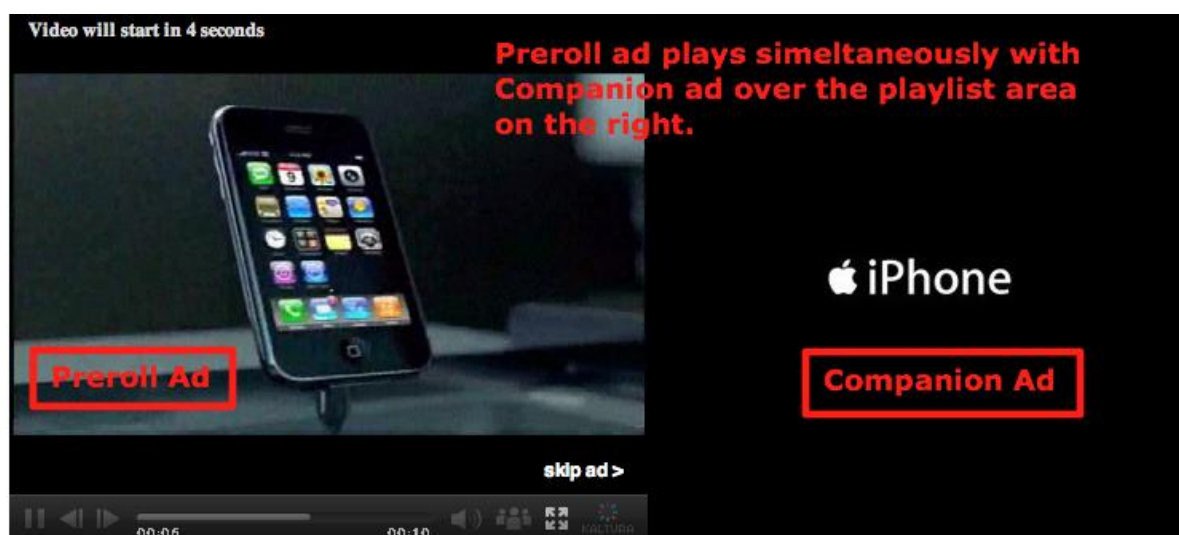 Video will start in 4 seconds
Preroll ad plays simeltaneously with
Companion ad over the playlist area
on the right.
iPhone
Preroll Ad
Companion Ad
skip ad >
00:05
00:10
KALTURA